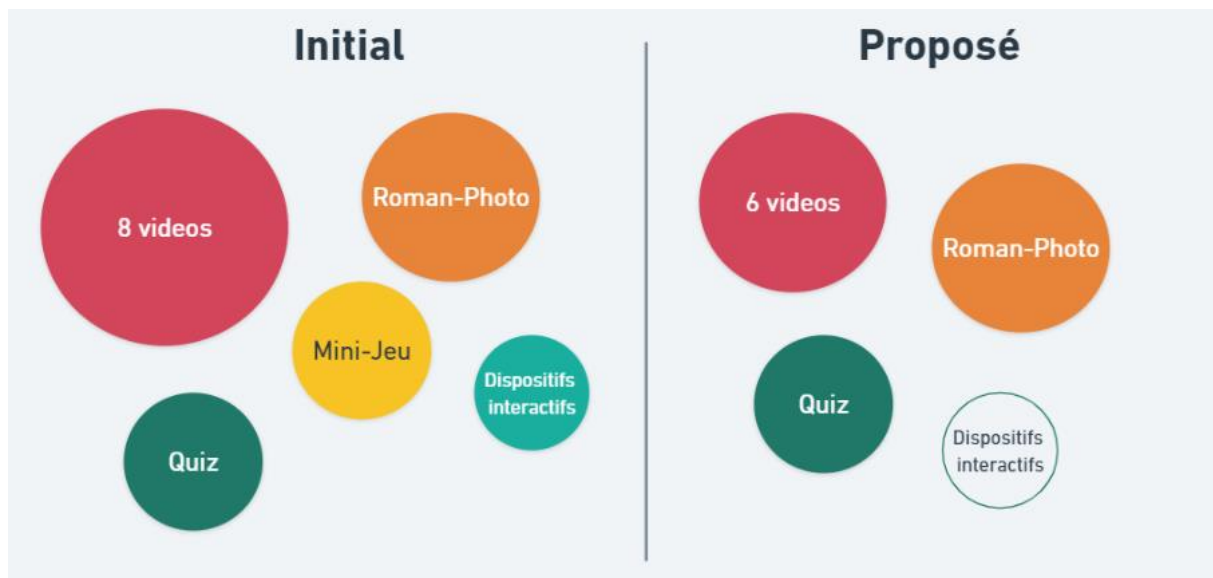 Initial
8 videos
Roman-Photo
Mini-Jeu
Dispositifs
interactifs
Quiz
Proposé
6 videos
Roman-Photo
Quiz
Dispositifs
interactifs